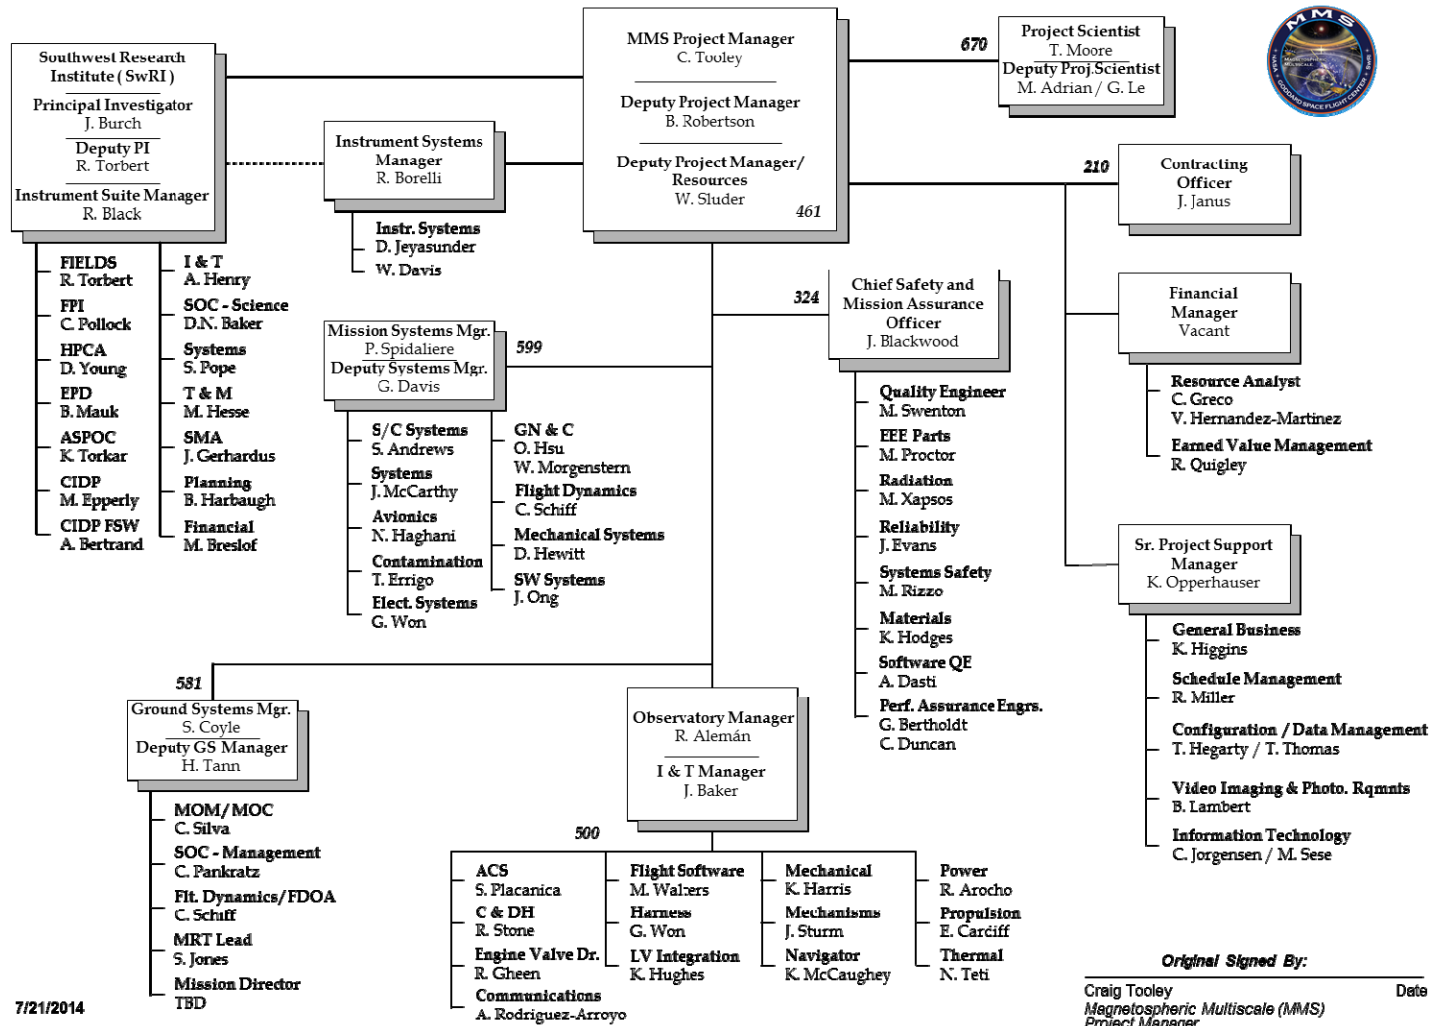 Southwest Research
Institute ( SwRI )
Principal Investigator
J. Burch
Deputy PI
R. Torbert
Instrument Suite Manager
R. Black
FIELDS
R. Torbert
FPI
C. Pollock
HPCA
D. Young
EPD
B. Mauk
ASPOC
K. Torkar
CIDP
M. Epperly
CIDP FSW
A. Bertrand
I & T
A. Henry
SOC - Science
D.N. Baker
Systems
S. Pope
T & M
M. Hesse
SMA
J. Gerhardus
Planning
B. Harbaugh
Financial
M. Breslof
Instrument Systems
Manager
R. Borelli
Instr. Systems
D. Jeyasunder
W. Davis
MMS Project Manager
C. Tooley
Deputy Project Manager
B. Robertson
Deputy Project Manager/
Resources
W. Sluder
461
670
Project Scientist
T. Moore
Deputy Proj.Scientist
M. Adrian / G. Le
MMS
MAGNETOSPHERIC
MULTISCALE
NASA • GODDARD SPACE FLIGHT CENTER • SwRI
210
Contracting
Officer
J. Janus
Financial
Manager
Vacant
Resource Analyst
C. Greco
V. Hernandez-Martinez
Earned Value Management
R. Quigley
Sr. Project Support
Manager
K. Opperhauser
General Business
K. Higgins
Schedule Management
R. Miller
Configuration / Data Management
T. Hegarty / T. Thomas
Video Imaging & Photo. Rqmnts
B. Lambert
Information Technology
C. Jorgensen / M. Sese
324
Chief Safety and
Mission Assurance
Officer
J. Blackwood
Quality Engineer
M. Swenton
EEE Parts
M. Proctor
Radiation
M. Xapsos
Reliability
J. Evans
Systems Safety
M. Rizzo
Materials
K. Hodges
Software QE
A. Dasti
Perf. Assurance Engrs.
G. Bertholdt
C. Duncan
Mission Systems Mgr.
P. Spidaliere
Deputy Systems Mgr.
G. Davis
599
S/C Systems
S. Andrews
Systems
J. McCarthy
Avionics
N. Haghani
Contamination
T. Errigo
Elect. Systems
G. Won
GN & C
O. Hsu
W. Morgenstern
Flight Dynamics
C. Schiff
Mechanical Systems
D. Hewitt
SW Systems
J. Ong
581
Ground Systems Mgr.
S. Coyle
Deputy GS Manager
H. Tann
MOM/MOC
C. Silva
SOC - Management
C. Pankratz
Flt. Dynamics/FDOA
C. Schiff
MRT Lead
S. Jones
Mission Director
TBD
Observatory Manager
R. Alemán
I & T Manager
J. Baker
500
ACS
S. Placanica
C & DH
R. Stone
Engine Valve Dr.
R. Gheen
Communications
A. Rodriguez-Arroyo
Flight Software
M. Walters
Harness
G. Won
LV Integration
K. Hughes
Mechanical
K. Harris
Mechanisms
J. Sturm
Navigator
K. McCaughey
Power
R. Arocho
Propulsion
E. Cardiff
Thermal
N. Teti
7/21/2014
Original Signed By:
Craig Tooley Date
Magnetospheric Multiscale (MMS)
Project Manager